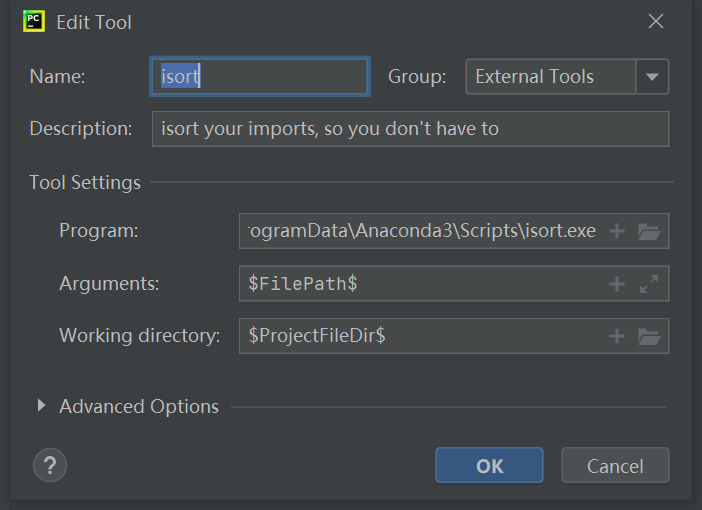 PC Edit Tool
Name: isort Group: External Tools
Description: isort your imports, so you don't have to
Tool Settings
Program: ogramData\Anaconda3\Scripts\isort.exe
Arguments: $FilePath$
Working directory: $ProjectFileDir$
Advanced Options
? OK Cancel